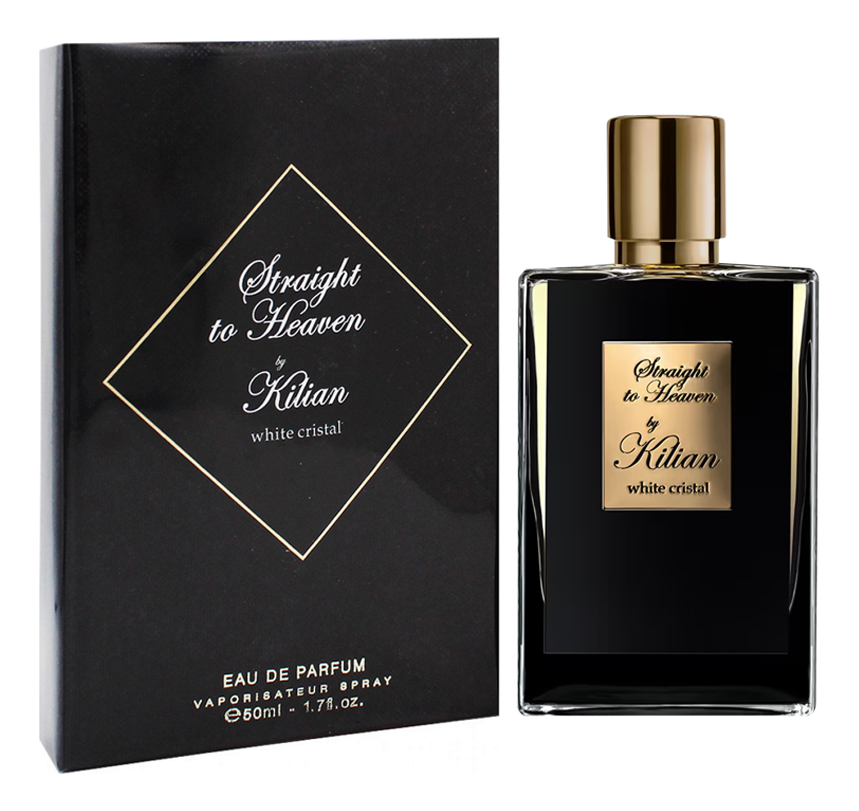 Straight
to Heaven
by
Kilian
white cristal
EAU DE PARFUM
VAPORISATEUR SPRAY
℮50ml - 1.7fl.oz.
Straight
to Heaven
by
Kilian
white cristal